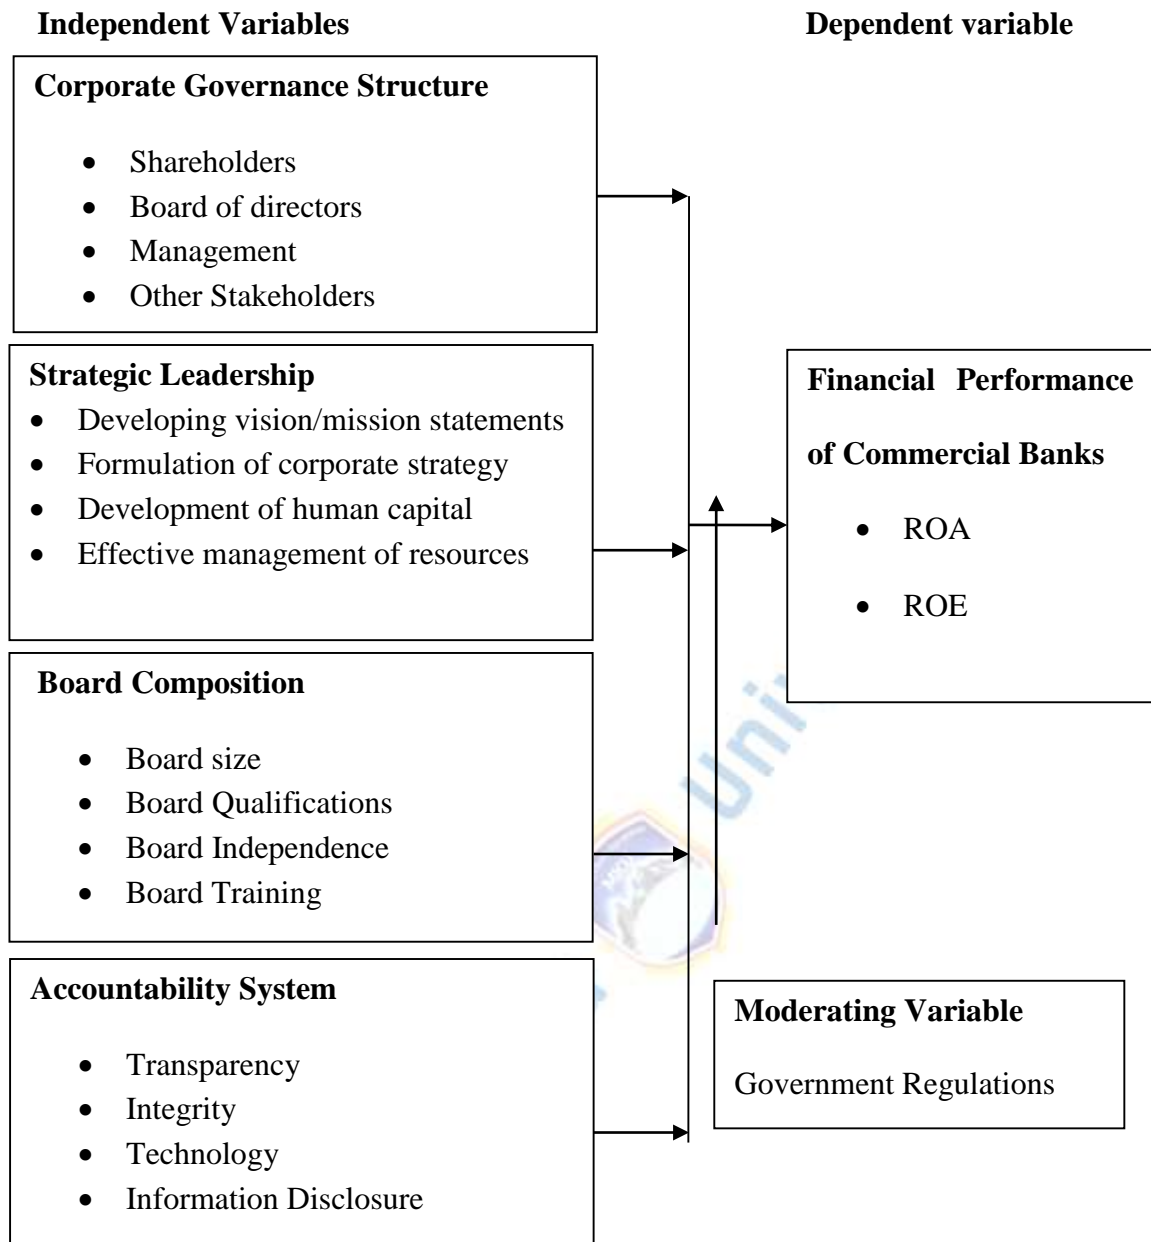 Independent Variables
Dependent variable
Corporate Governance Structure
• Shareholders
• Board of directors
• Management
• Other Stakeholders
Strategic Leadership
• Developing vision/mission statements
• Formulation of corporate strategy
• Development of human capital
• Effective management of resources
Financial Performance
of Commercial Banks
• ROA
• ROE
Board Composition
• Board size
• Board Qualifications
• Board Independence
• Board Training
Accountability System
• Transparency
• Integrity
• Technology
• Information Disclosure
Moderating Variable
Government Regulations